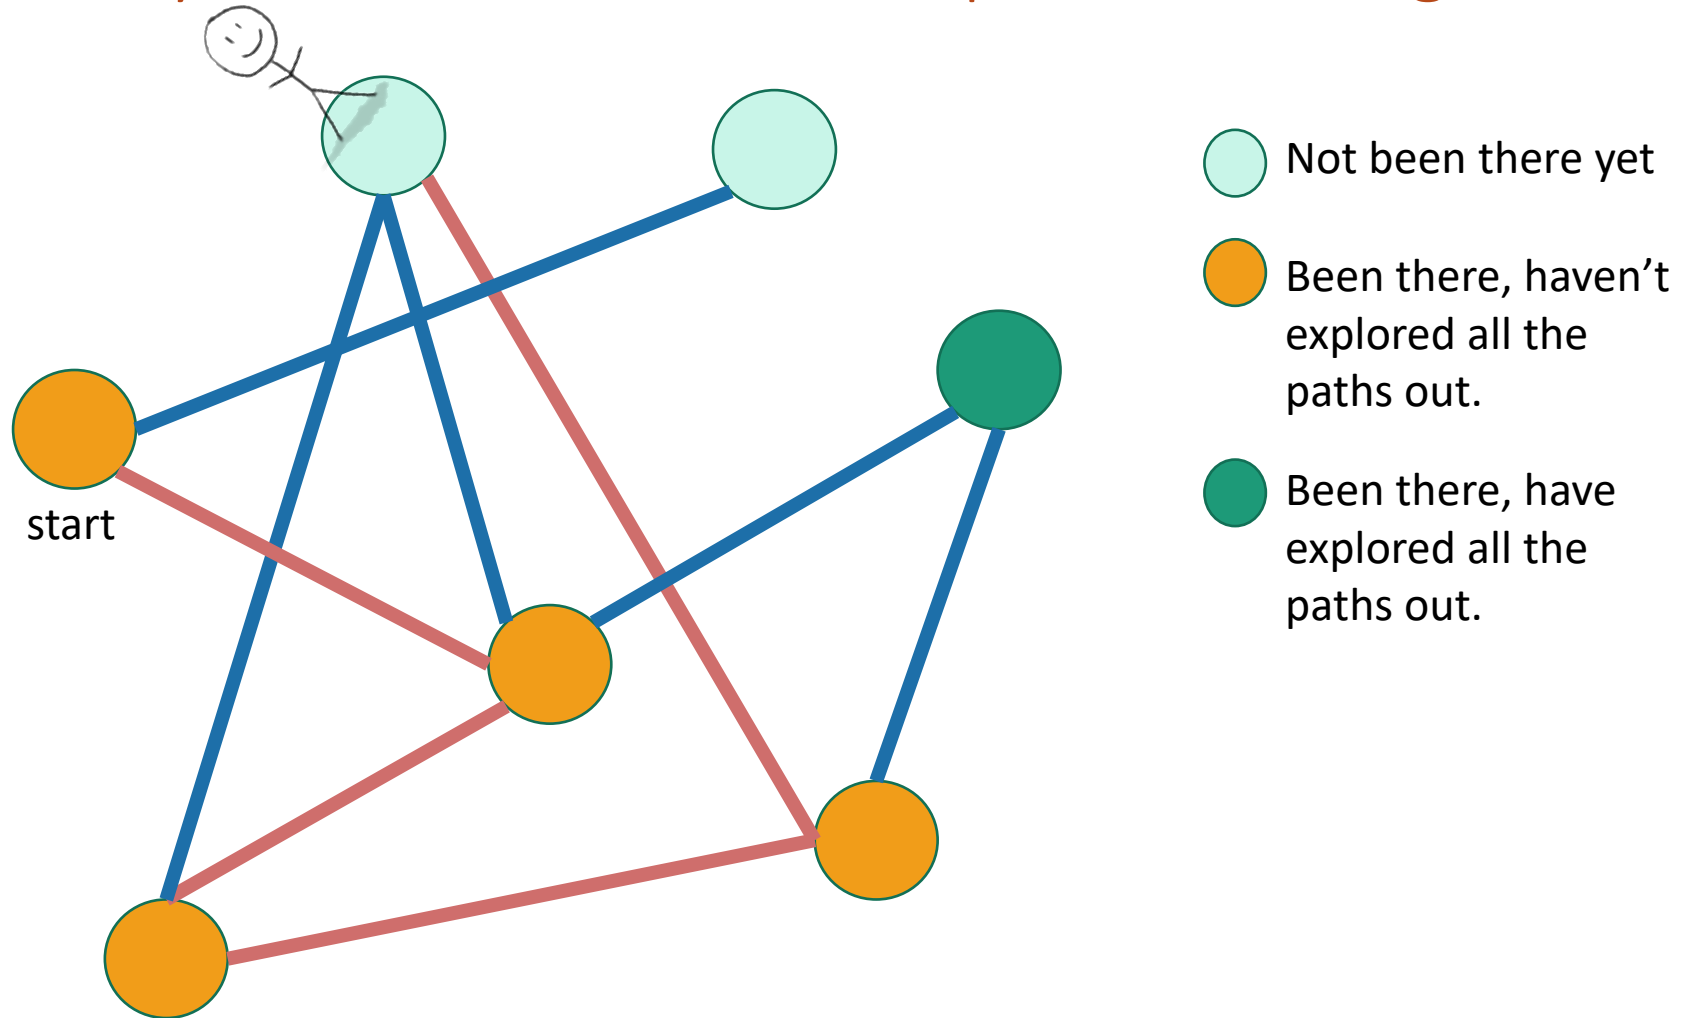 Not been there yet
Been there, haven’t
explored all the
paths out.
Been there, have
explored all the
paths out.
start